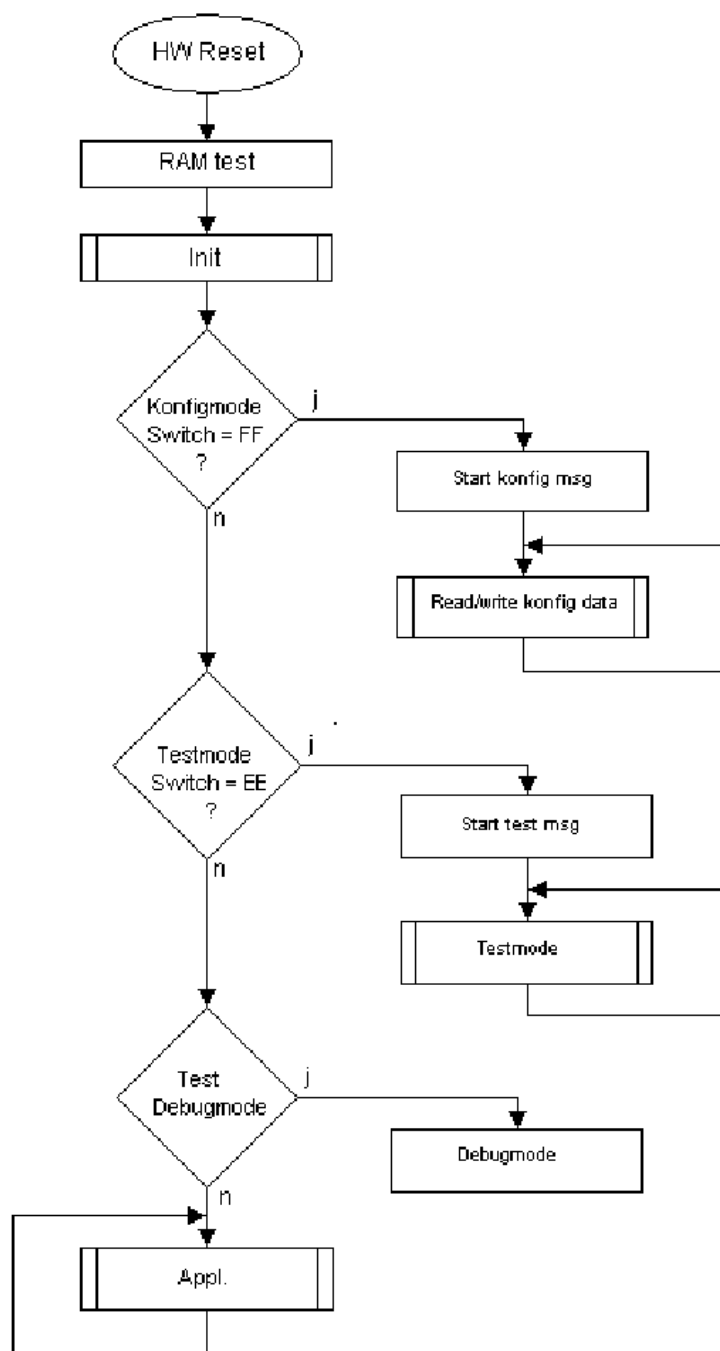 HW Reset
RAM test
Init
Konfigmode
Switch = FF
?
j
n
Start konfig msg
Read/write konfig data
Testmode
Switch = EE
?
j
n
Start test msg
Testmode
Test
Debugmode
j
n
Debugmode
Appl.